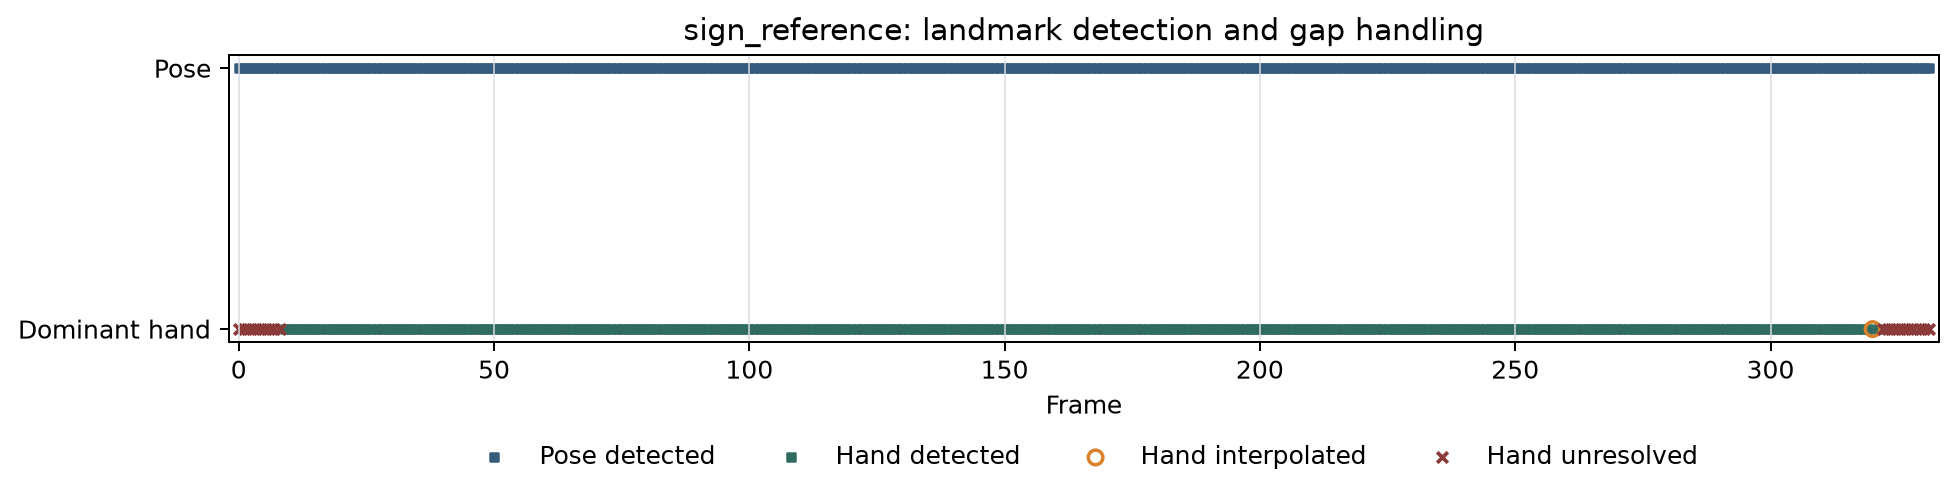 sign_reference: landmark detection and gap handling
Pose
Dominant hand
0 50 100 150 200 250 300
Frame
Pose detected Hand detected Hand interpolated Hand unresolved